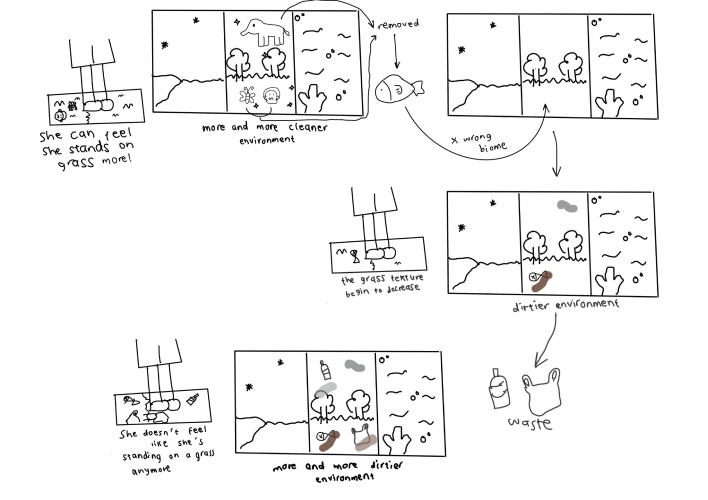 removed
She can feel
She stands on
grass more!
more and more cleaner
environment
x wrong
biome
the grass texture
begin to decrease
dirtier environment
waste
She doesn't feel
like she's
standing on a grass
anymore
more and more dirtier
environment